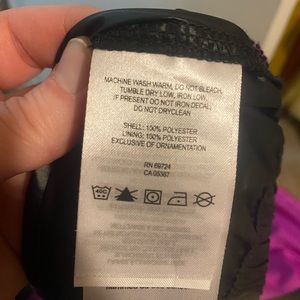 MACHINE WASH WARM, DO NOT BLEACH,
TUMBLE DRY LOW, IRON LOW,
IF PRESENT DO NOT IRON DECAL,
DO NOT DRYCLEAN
SHELL: 100% POLYESTER
LINING: 100% POLYESTER
EXCLUSIVE OF ORNAMENTATION
RN 69724
CA 05367
40C